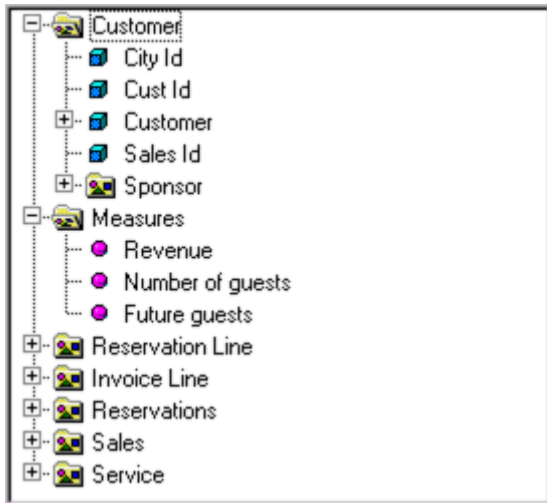 Customer
City Id
Cust Id
Customer
Sales Id
Sponsor
Measures
Revenue
Number of guests
Future guests
Reservation Line
Invoice Line
Reservations
Sales
Service